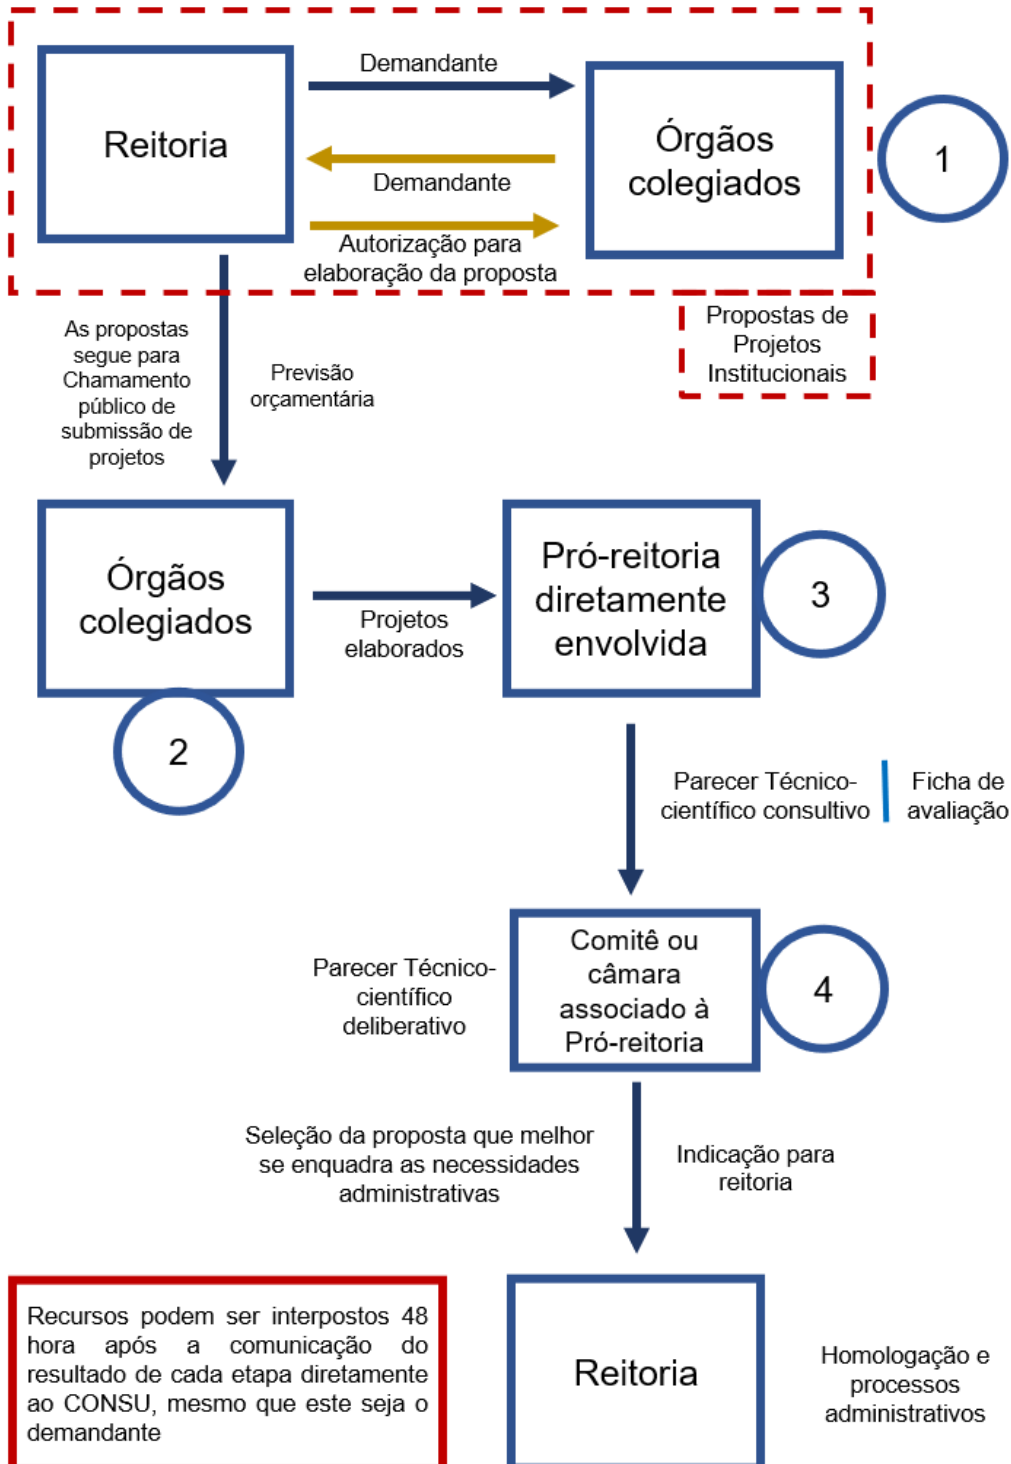 Demandante
Reitoria
Órgãos
colegiados
1
Demandante
Autorização para
elaboração da proposta
Propostas de
Projetos
Institucionais
As propostas
segue para
Chamamento
público de
submissão de
projetos
Previsão
orçamentária
Órgãos
colegiados
2
Projetos
elaborados
Pró-reitoria
diretamente
envolvida
3
Parecer Técnico-
científico consultivo
Ficha de
avaliação
Parecer Técnico-
científico
deliberativo
Comitê ou
câmara
associado à
Pró-reitoria
4
Seleção da proposta que melhor
se enquadra as necessidades
administrativas
Indicação para
reitoria
Recursos podem ser interpostos 48
hora após a comunicação do
resultado de cada etapa diretamente
ao CONSU, mesmo que este seja o
demandante
Reitoria
Homologação e
processos
administrativos